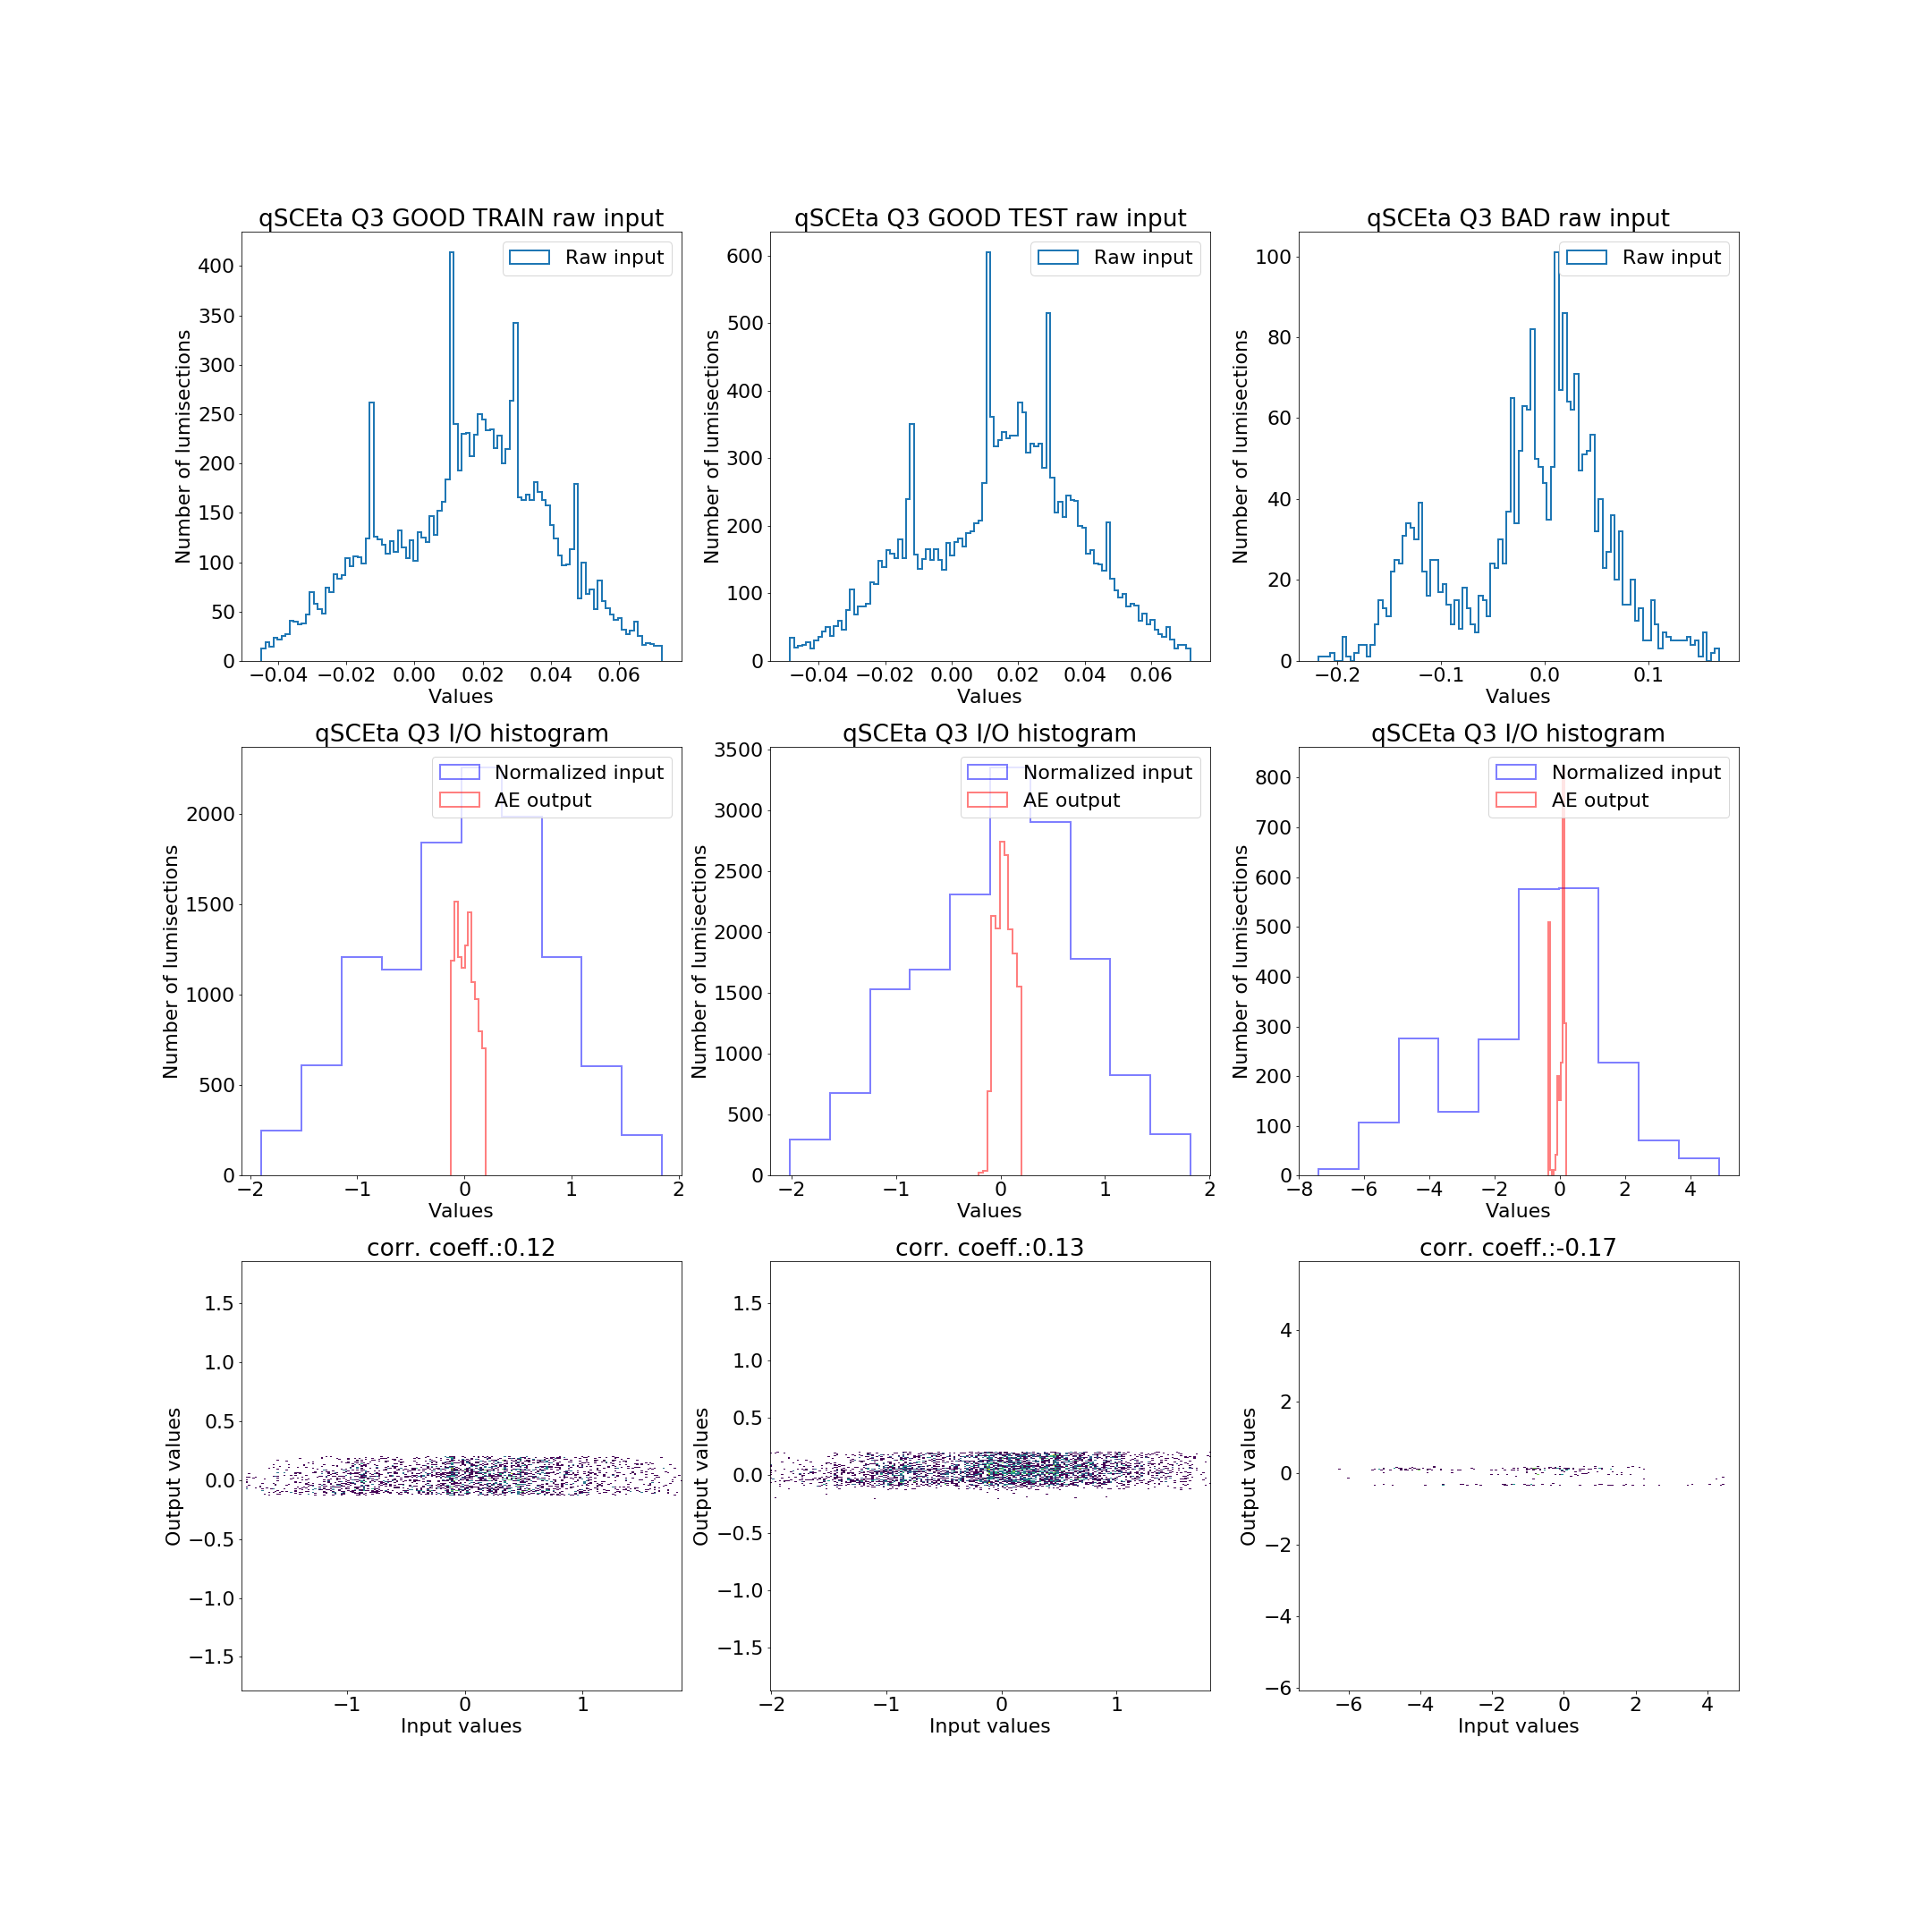 qSCEta Q3 GOOD TRAIN raw input
Raw input
Number of lumisections
400
350
300
250
200
150
100
50
0
−0.04 −0.02 0.00 0.02 0.04 0.06
Values
qSCEta Q3 GOOD TEST raw input
Raw input
Number of lumisections
600
500
400
300
200
100
0
−0.04 −0.02 0.00 0.02 0.04 0.06
Values
qSCEta Q3 BAD raw input
Raw input
Number of lumisections
100
80
60
40
20
0
−0.2 −0.1 0.0 0.1
Values
qSCEta Q3 I/O histogram
Normalized input
AE output
Number of lumisections
2000
1500
1000
500
0
−2 −1 0 1 2
Values
qSCEta Q3 I/O histogram
Normalized input
AE output
Number of lumisections
3500
3000
2500
2000
1500
1000
500
0
−2 −1 0 1 2
Values
qSCEta Q3 I/O histogram
Normalized input
AE output
Number of lumisections
800
700
600
500
400
300
200
100
0
−8 −6 −4 −2 0 2 4
Values
corr. coeff.:0.12
Output values
1.5
1.0
0.5
0.0
−0.5
−1.0
−1.5
−1 0 1
Input values
corr. coeff.:0.13
Output values
1.5
1.0
0.5
0.0
−0.5
−1.0
−1.5
−2 −1 0 1
Input values
corr. coeff.:-0.17
Output values
4
2
0
−2
−4
−6
−6 −4 −2 0 2 4
Input values